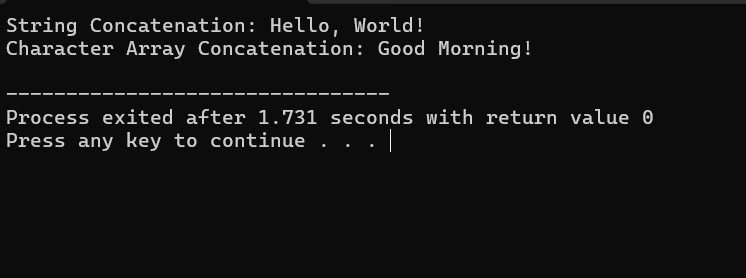 String Concatenation: Hello, World!
Character Array Concatenation: Good Morning!
--------------------------------
Process exited after 1.731 seconds with return value 0
Press any key to continue . . .